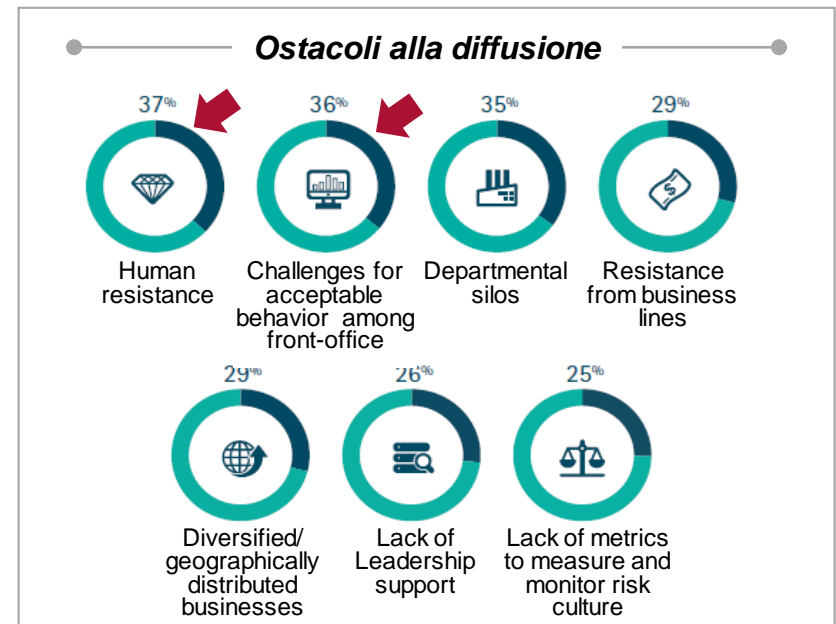 Ostacoli alla diffusione
37% 36% 35% 29%
Human
resistance
Challenges for
acceptable
behavior among
front-office
Departmental
silos
Resistance
from business
lines
29% 26% 25%
Diversified/
geographically
distributed
businesses
Lack of
Leadership
support
Lack of metrics
to measure and
monitor risk
culture